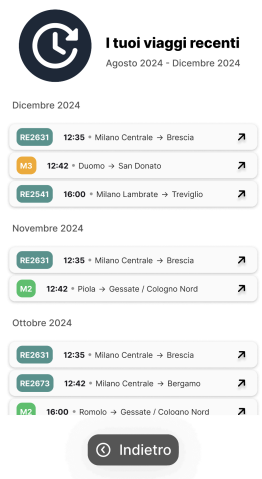 I tuoi viaggi recenti
Agosto 2024 - Dicembre 2024
Dicembre 2024
RE2631 12:35 • Milano Centrale → Brescia
M3 12:42 • Duomo → San Donato
RE2541 16:00 • Milano Lambrate → Treviglio
Novembre 2024
RE2631 12:35 • Milano Centrale → Brescia
M2 12:42 • Piola → Gessate / Cologno Nord
Ottobre 2024
RE2631 12:35 • Milano Centrale → Brescia
RE2673 12:42 • Milano Centrale → Bergamo
M2 16:00 • Romolo → Gessate / Cologno Nord
Indietro